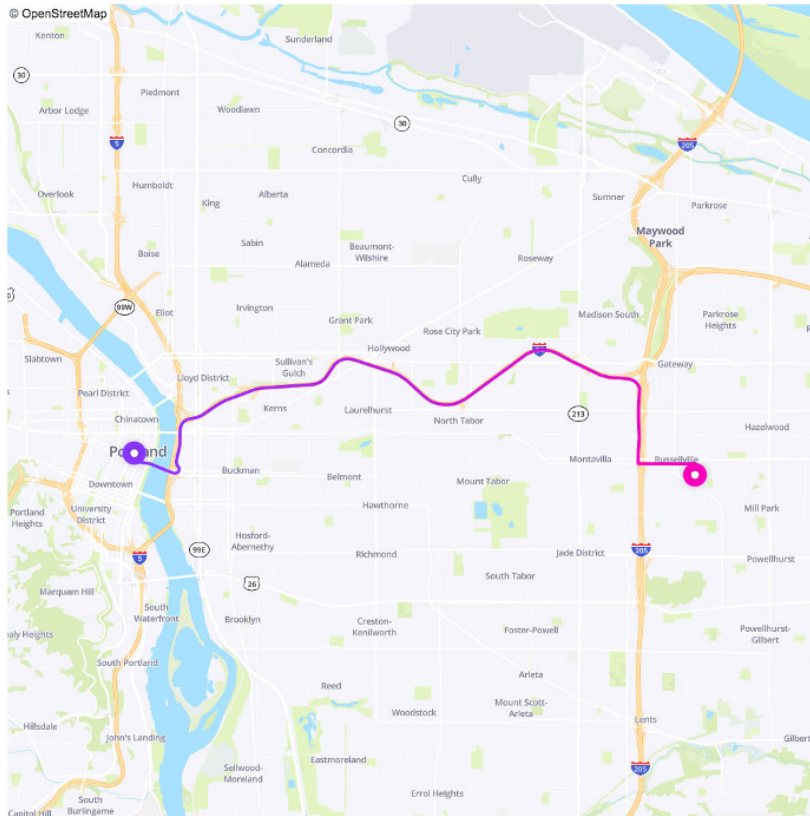 © OpenStreetMap
Kenton
Sunderland
30
Piedmont
Arbor Lodge
Woodlawn
30
5
Concordia
205
Cully
Humboldt
Overlook
King
Alberta
Sumner
Parkrose
Maywood
Park
Sabin
Beaumont-
Wilshire
Boise
Alameda
Roseway
99W
Eliot
Irvington
Grant Park
Madison South
Parkrose
Heights
Rose City Park
Slabtown
Hollywood
Sullivan's
Gulch
Gateway
Lloyd District
Pearl District
Kerns
Laurelhurst
213
Chinatown
North Tabor
Hazelwood
Portland
Montavilla
Russellville
Buckman
Belmont
Mount Tabor
Downtown
University
District
Portland
Heights
Hawthorne
Mill Park
Hosford-
Abernethy
99E
5
Richmond
Jade District
205
Powellhurst
26
South Tabor
Marquam Hill
South
Waterfront
Brooklyn
Creston-
Kenilworth
Foster-Powell
Powellhurst-
Gilbert
aly Heights
South Portland
Arleta
Reed
Mount Scott-
Arleta
Woodstock
Lents
Hillsdale
John's Landing
Gilbert
Eastmoreland
Sellwood-
Moreland
205
Errol Heights
South
Burlingame
Capitol Hill